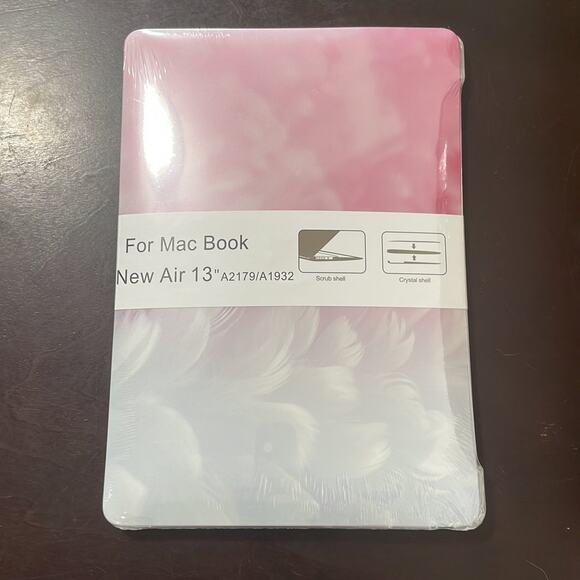 For Mac Book
New Air 13"A2179/A1932
Scrub shell
Crystal shell